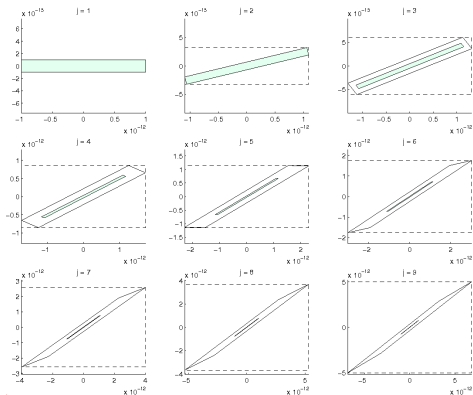 x 10⁻¹³ j = 1
6
4
2
0
-2
-4
-6
-1 -0.5 0 0.5 1
x 10⁻¹²
x 10⁻¹³ j = 2
5
0
-5
-1 -0.5 0 0.5 1
x 10⁻¹²
x 10⁻¹³ j = 3
5
0
-5
-1 -0.5 0 0.5 1
x 10⁻¹²
x 10⁻¹² j = 4
1
0.5
0
-0.5
-1
-1 0 1
x 10⁻¹²
x 10⁻¹² j = 5
1.5
1
0.5
0
-0.5
-1
-1.5
-2 -1 0 1 2
x 10⁻¹²
x 10⁻¹² j = 6
2
1
0
-1
-2
-2 0 2
x 10⁻¹²
x 10⁻¹² j = 7
3
2
1
0
-1
-2
-3
-4 -2 0 2 4
x 10⁻¹²
x 10⁻¹² j = 8
4
2
0
-2
-4
-5 0 5
x 10⁻¹²
x 10⁻¹² j = 9
5
0
-5
-5 0 5
x 10⁻¹²